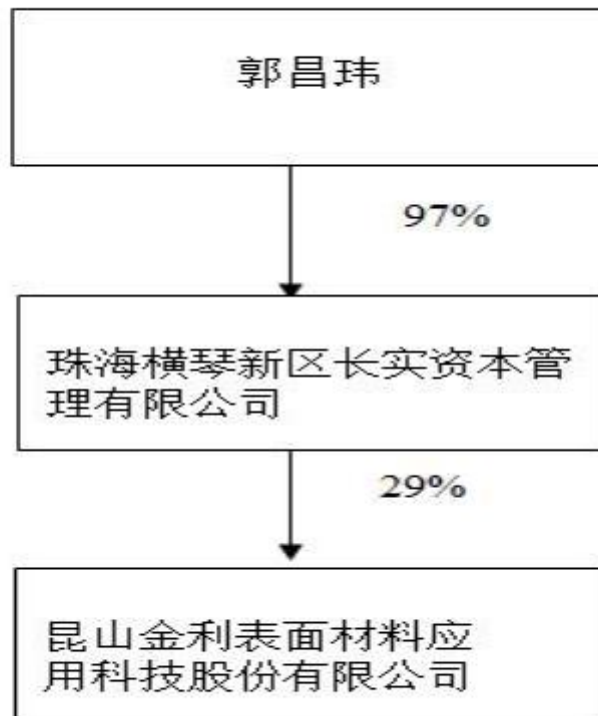 郭昌玮
97%
珠海横琴新区长实资本管
理有限公司
29%
昆山金利表面材料应
用科技股份有限公司